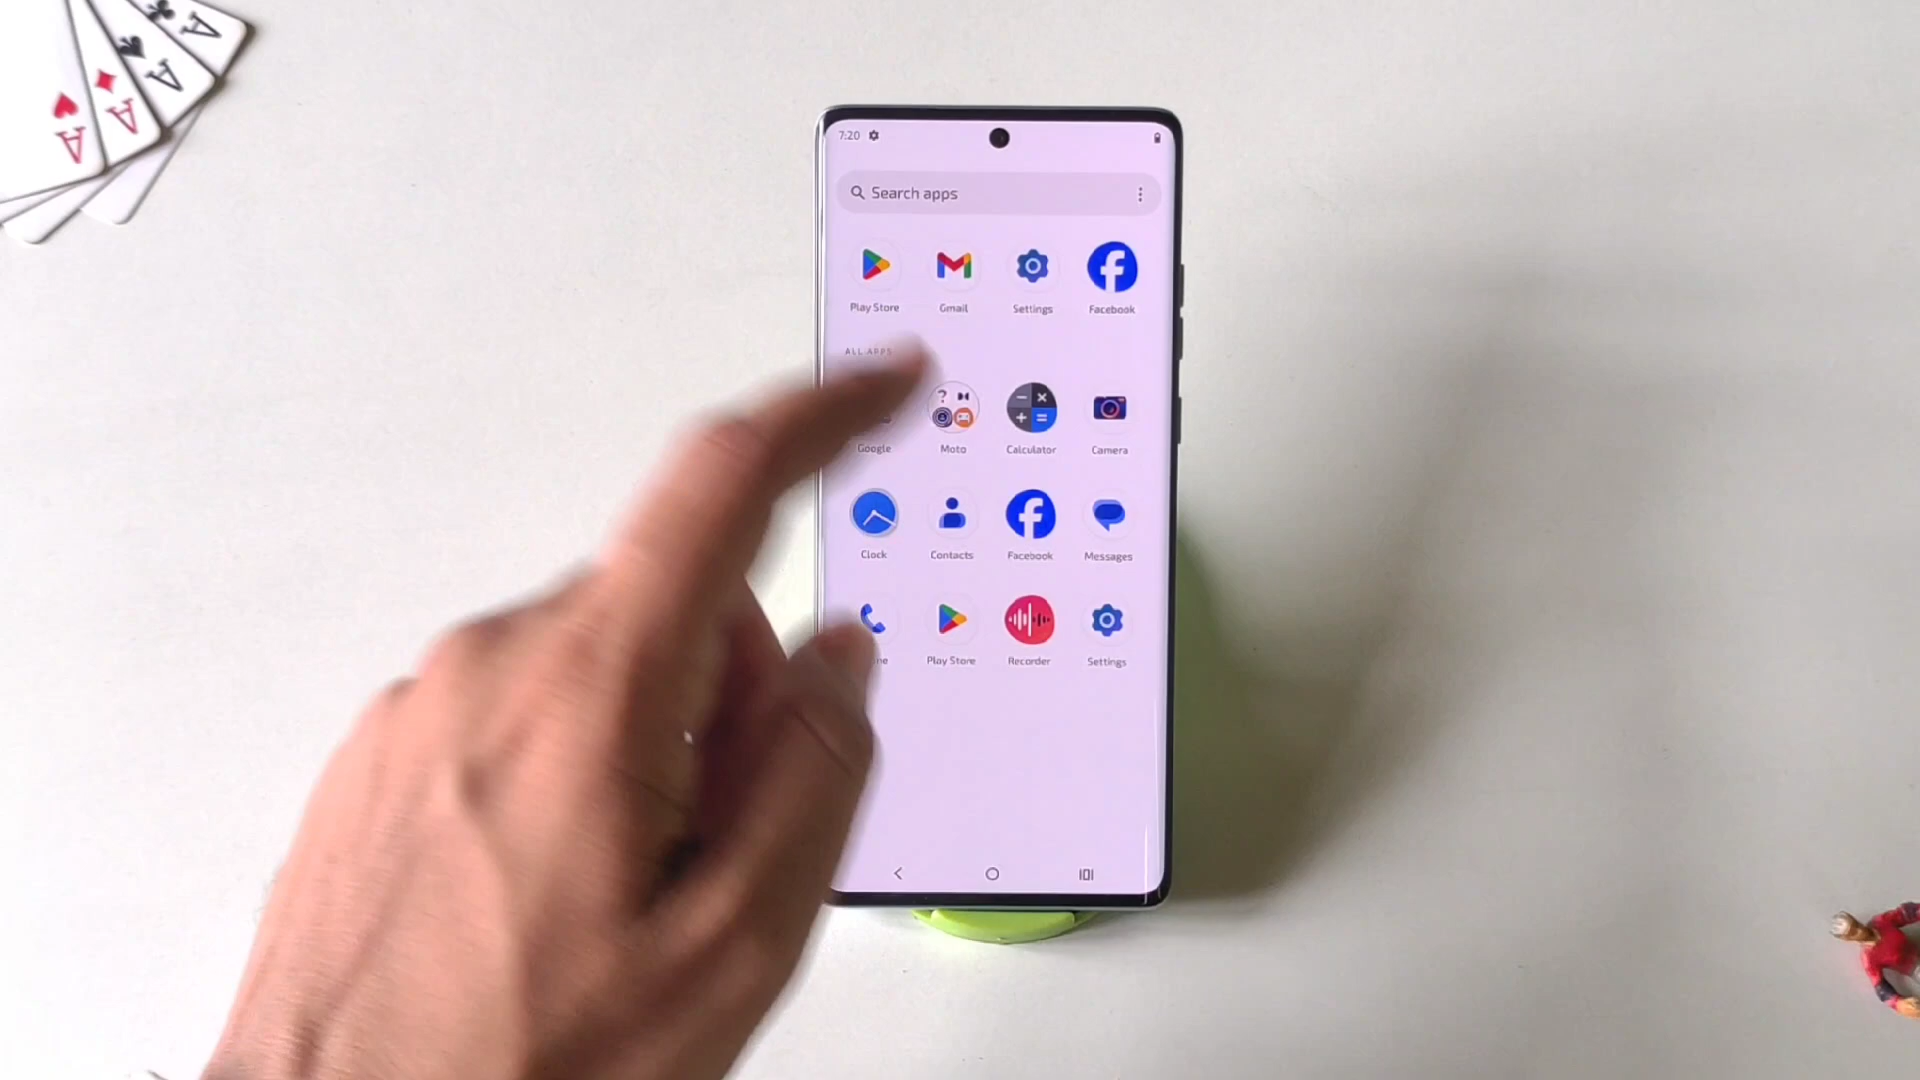 A A A A
7:20
Search apps
Play Store Gmail Settings Facebook
ALL APPS
Google Moto Calculator Camera
Clock Contacts Facebook Messages
Play Store Recorder Settings